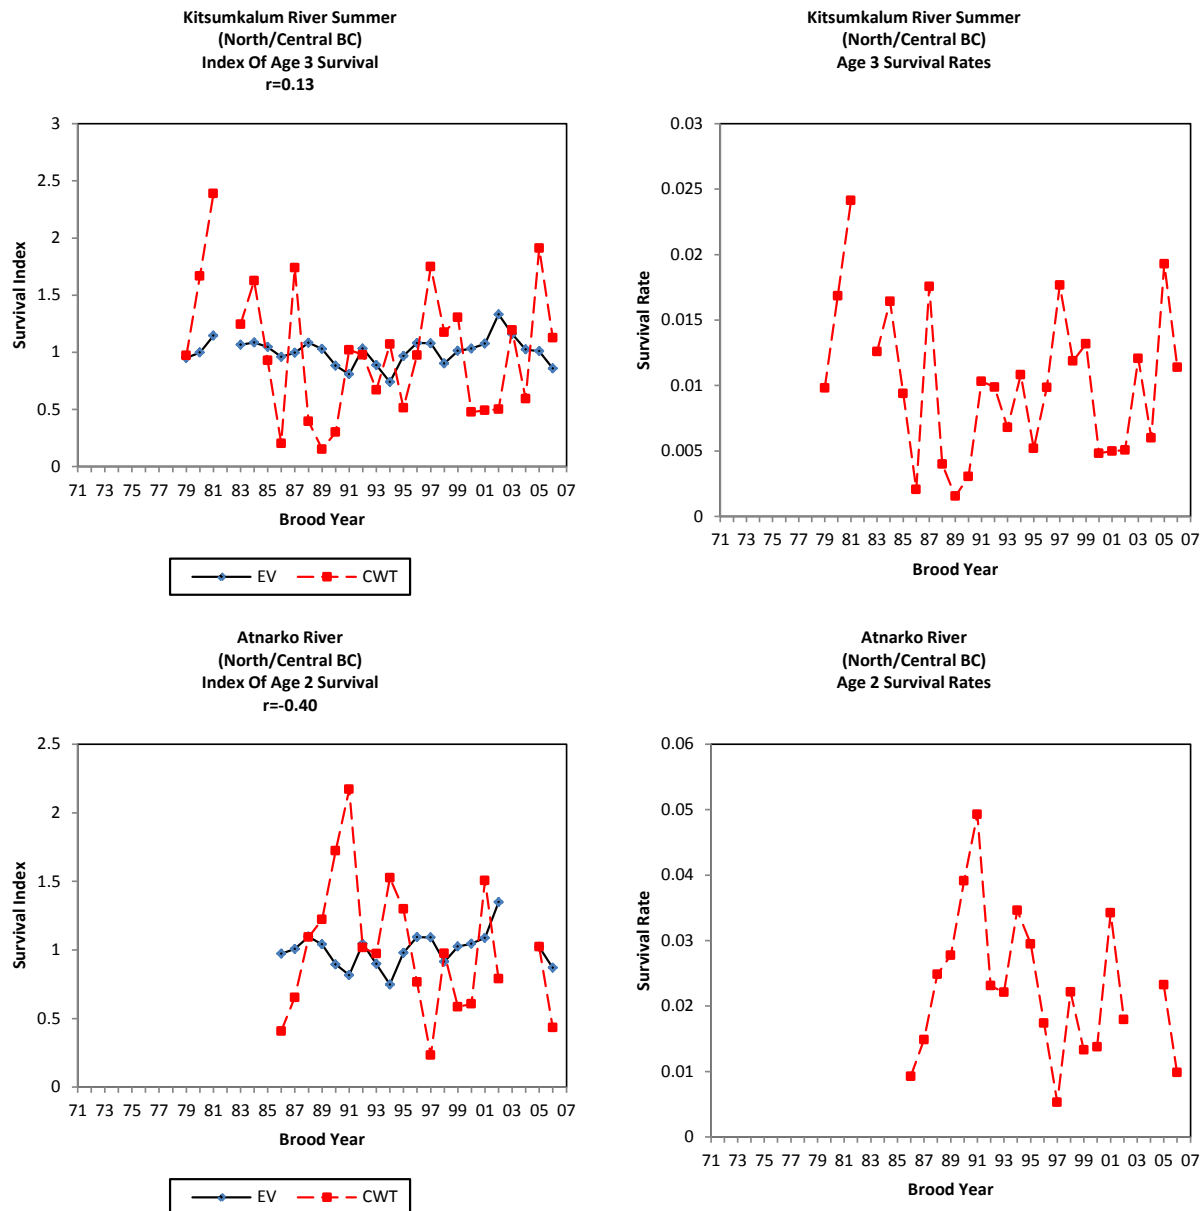 Kitsumkalum River Summer
(North/Central BC)
Index Of Age 3 Survival
r=0.13
3
2.5
2
1.5
1
0.5
0
Survival Index
71 73 75 77 79 81 83 85 87 89 91 93 95 97 99 01 03 05 07
Brood Year
EV CWT
Kitsumkalum River Summer
(North/Central BC)
Age 3 Survival Rates
0.03
0.025
0.02
0.015
0.01
0.005
0
Survival Rate
71 73 75 77 79 81 83 85 87 89 91 93 95 97 99 01 03 05 07
Brood Year
Atnarko River
(North/Central BC)
Index Of Age 2 Survival
r=-0.40
2.5
2
1.5
1
0.5
0
Survival Index
71 73 75 77 79 81 83 85 87 89 91 93 95 97 99 01 03 05 07
Brood Year
EV CWT
Atnarko River
(North/Central BC)
Age 2 Survival Rates
0.06
0.05
0.04
0.03
0.02
0.01
0
Survival Rate
71 73 75 77 79 81 83 85 87 89 91 93 95 97 99 01 03 05 07
Brood Year